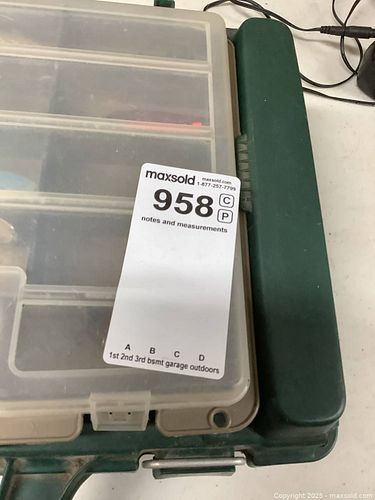 maxsold maxsold.com
1-877-257-7799
958 C
P
notes and measurements
A B C D
1st 2nd 3rd bsmt garage outdoors
Copyright 2025 - maxsold.com